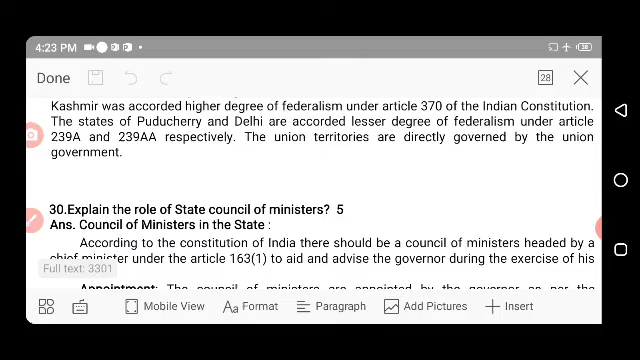 4:23 PM
38
Done
28
Kashmir was accorded higher degree of federalism under article 370 of the Indian Constitution.
The states of Puducherry and Delhi are accorded lesser degree of federalism under article
239A and 239AA respectively. The union territories are directly governed by the union
government.
30.Explain the role of State council of ministers? 5
Ans. Council of Ministers in the State :
According to the constitution of India there should be a council of ministers headed by a
chief minister under the article 163(1) to aid and advise the governor during the exercise of his
Full text: 3301
Appointment: The council of ministers are appointed by the governor as per the
Mobile View
Aa Format
Paragraph
Add Pictures
Insert